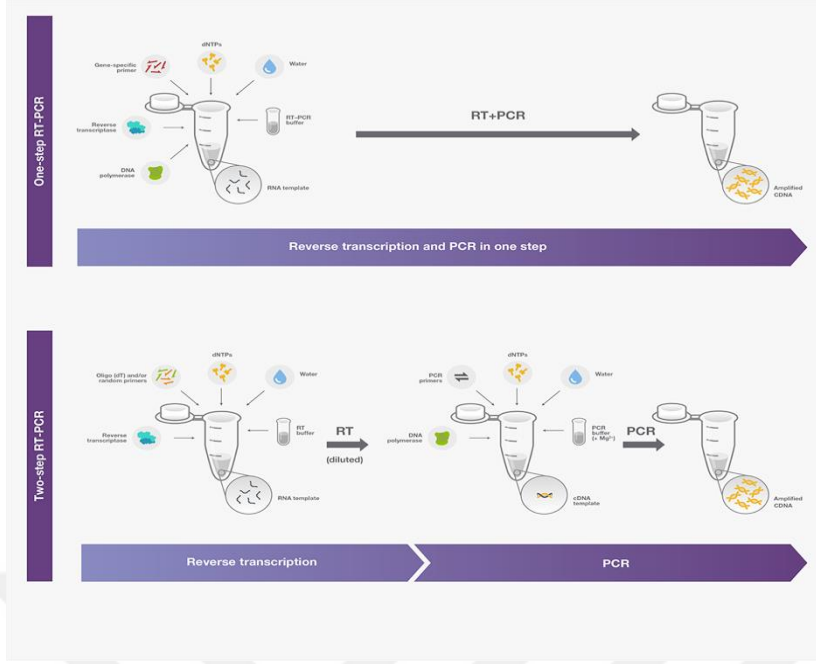 One-step RT-PCR
dNTPs
Gene-specific
primer
Water
Reverse
transcriptase
RT-PCR
buffer
DNA
polymerase
RNA template
RT+PCR
Amplified
CDNA
Reverse transcription and PCR in one step
Two-step RT-PCR
dNTPs
Oligo (dT) and/or
random primers
Water
Reverse
transcriptase
RT
buffer
RNA template
RT
(diluted)
dNTPs
PCR
primers
Water
DNA
polymerase
PCR
buffer
(± Mg²⁺)
cDNA
template
PCR
Amplified
CDNA
Reverse transcription
PCR